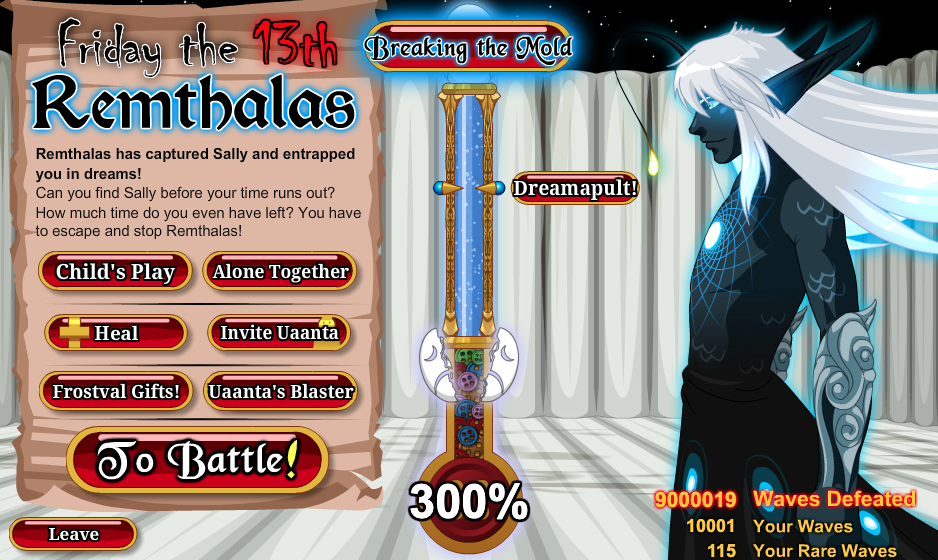 Friday the 13th
Remthalas
Remthalas has captured Sally and entrapped
you in dreams!
Can you find Sally before your time runs out?
How much time do you even have left? You have
to escape and stop Remthalas!
Child's Play
Alone Together
Heal
Invite Uaanta
Frostval Gifts!
Uaanta's Blaster
To Battle!
Leave
Breaking the Mold
Dreamapult!
300%
9000019 Waves Defeated
10001 Your Waves
115 Your Rare Waves